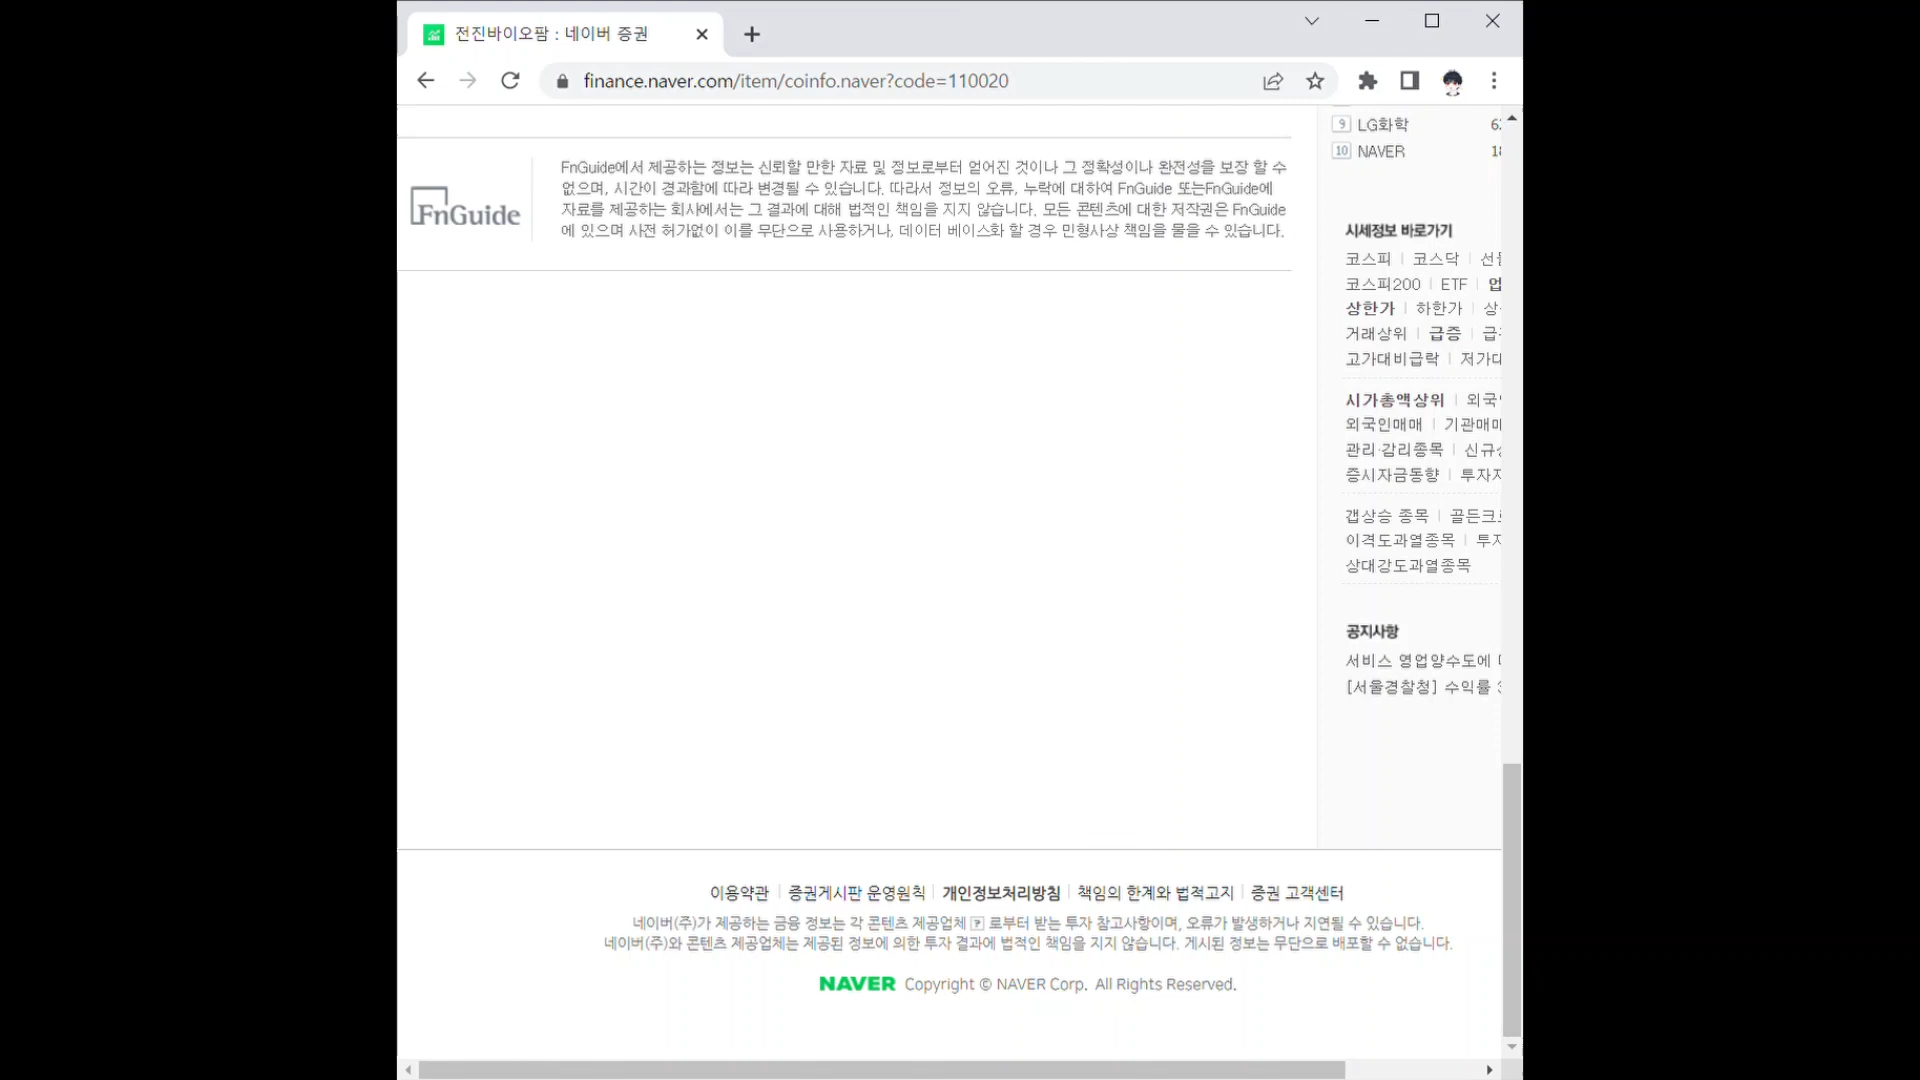 전진바이오팜 : 네이버 증권
finance.naver.com/item/coinfo.naver?code=110020
9 LG화학
10 NAVER
FnGuide
FnGuide에서 제공하는 정보는 신뢰할 만한 자료 및 정보로부터 얻어진 것이나 그 정확성이나 완전성을 보장 할 수
없으며, 시간이 경과함에 따라 변경될 수 있습니다. 따라서 정보의 오류, 누락에 대하여 FnGuide 또는FnGuide에
자료를 제공하는 회사에서는 그 결과에 대해 법적인 책임을 지지 않습니다. 모든 콘텐츠에 대한 저작권은 FnGuide
에 있으며 사전 허가없이 이를 무단으로 사용하거나, 데이터 베이스화 할 경우 민형사상 책임을 물을 수 있습니다.
시세정보 바로가기
코스피 | 코스닥 |
코스피200 | ETF | 업
상한가 | 하한가 | 상
거래상위 | 급증 | 급
고가대비급락 | 저가대
시가총액상위 | 외국
외국인매매 | 기관매매
관리·감리종목 | 신규
증시자금동향 | 투자
갭상승 종목 | 골든크
이격도과열종목 | 투자
상대강도과열종목
공지사항
서비스 영업양수도에
[서울경찰청] 수익률 3
이용약관 | 증권게시판 운영원칙 | 개인정보처리방침 | 책임의 한계와 법적고지 | 증권 고객센터
네이버(주)가 제공하는 금융 정보는 각 콘텐츠 제공업체 ? 로부터 받는 투자 참고사항이며, 오류가 발생하거나 지연될 수 있습니다.
네이버(주)와 콘텐츠 제공업체는 제공된 정보에 의한 투자 결과에 법적인 책임을 지지 않습니다. 게시된 정보는 무단으로 배포할 수 없습니다.
NAVER Copyright © NAVER Corp. All Rights Reserved.